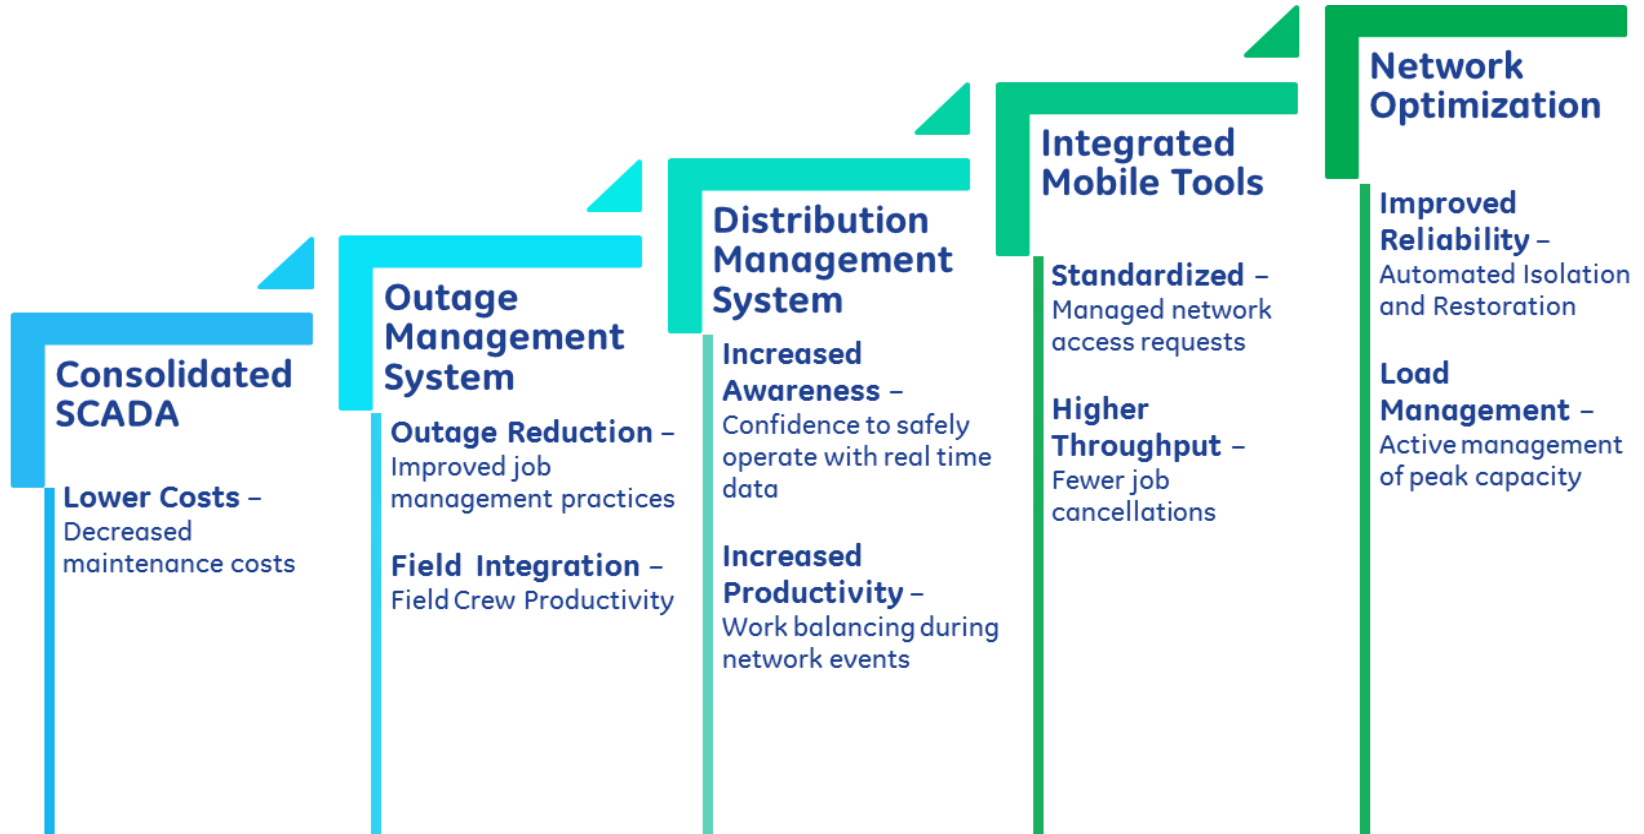 Consolidated
SCADA
Lower Costs –
Decreased
maintenance costs
Outage
Management
System
Outage Reduction –
Improved job
management practices
Field Integration –
Field Crew Productivity
Distribution
Management
System
Increased
Awareness –
Confidence to safely
operate with real time
data
Increased
Productivity –
Work balancing during
network events
Integrated
Mobile Tools
Standardized –
Managed network
access requests
Higher
Throughput –
Fewer job
cancellations
Network
Optimization
Improved
Reliability –
Automated Isolation
and Restoration
Load
Management –
Active management
of peak capacity